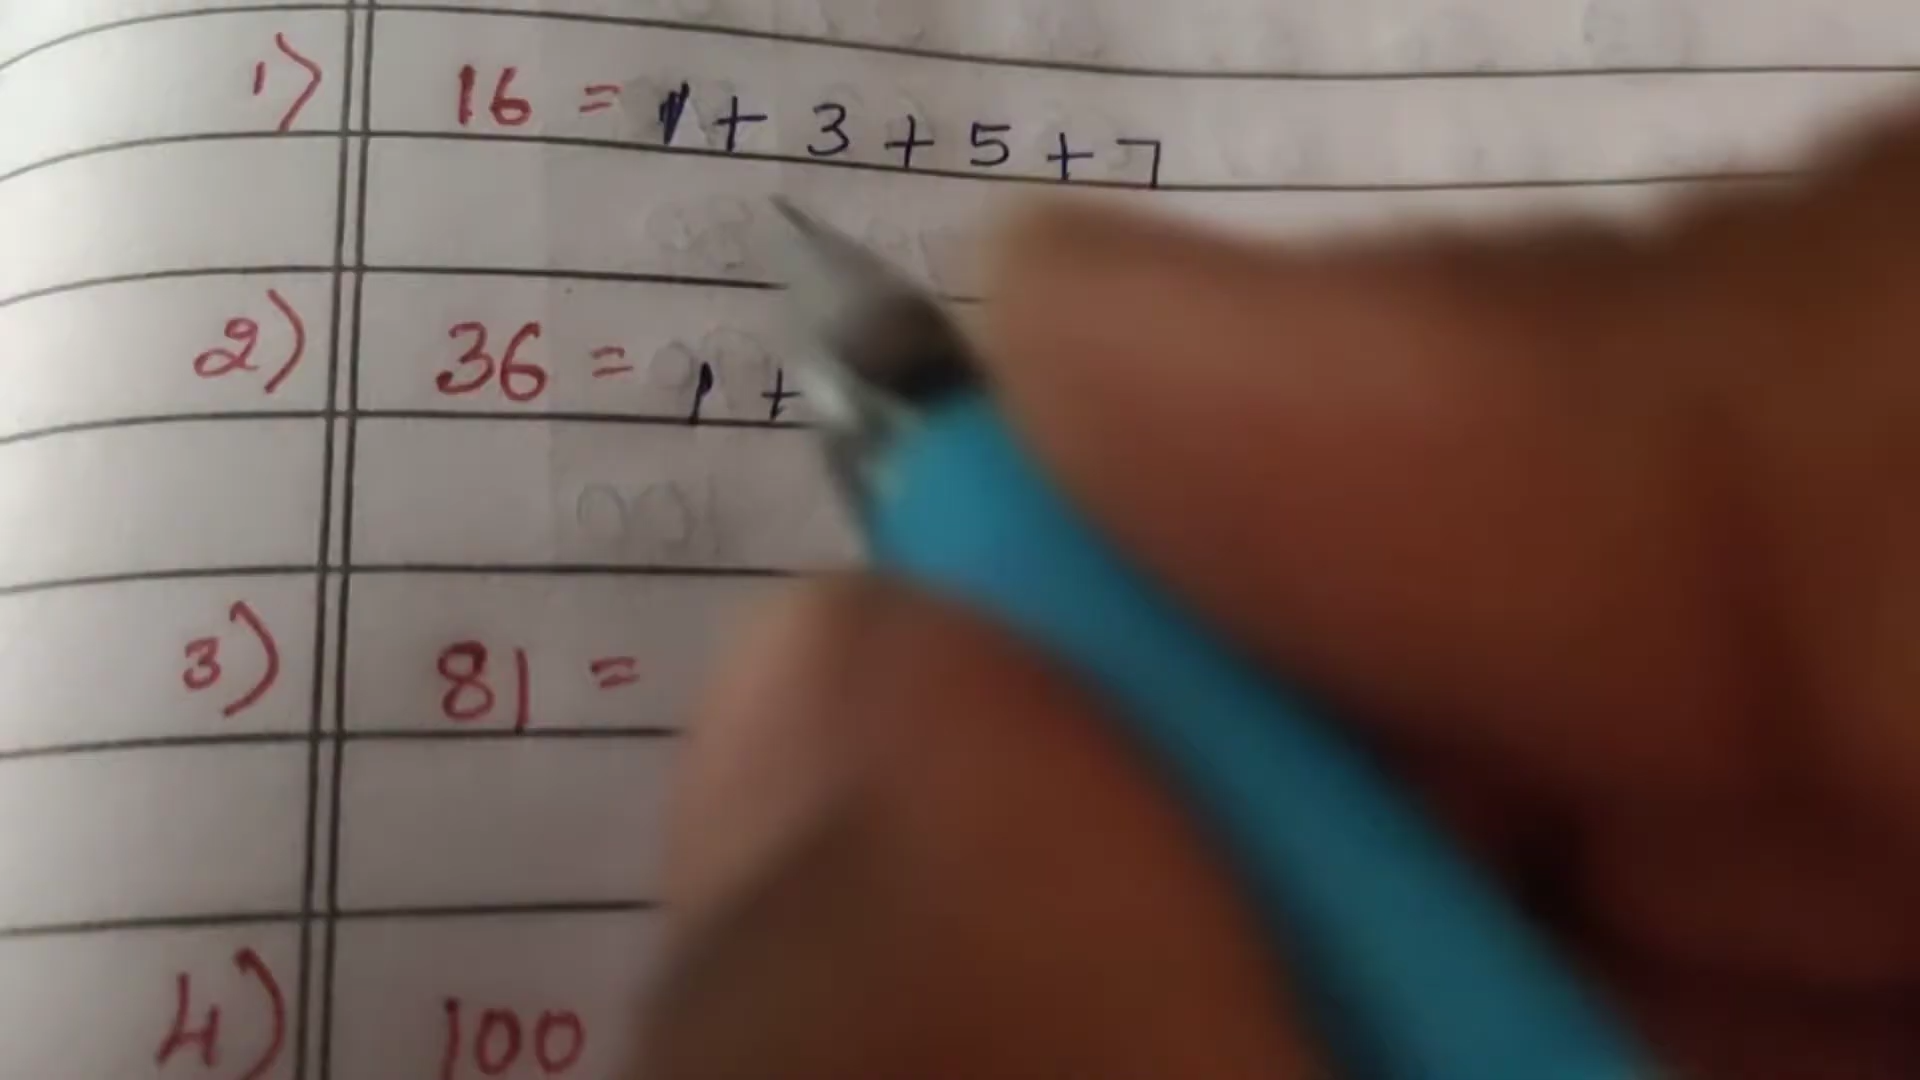 1) 16 = 1 + 3 + 5 + 7
2) 36 = 1 +
3) 81 =
4) 100